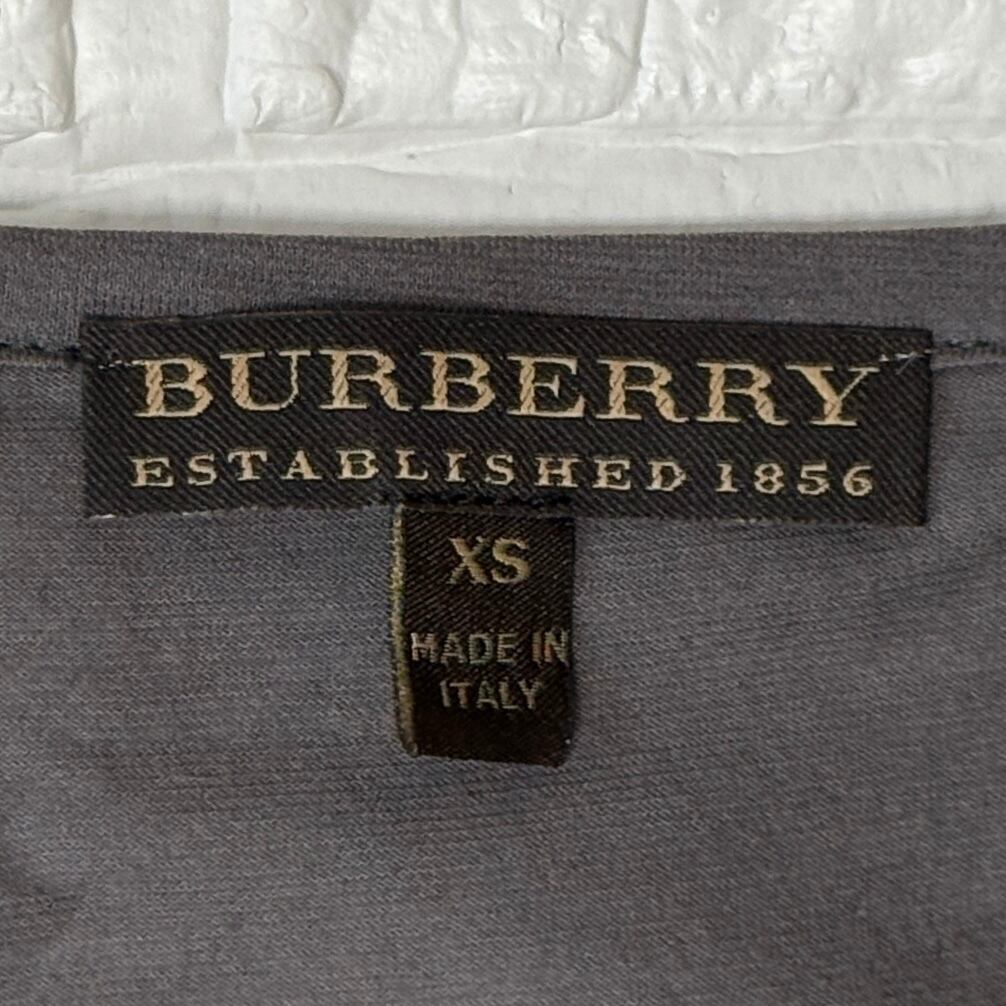 BURBERRY
ESTABLISHED 1856
XS
MADE IN
ITALY